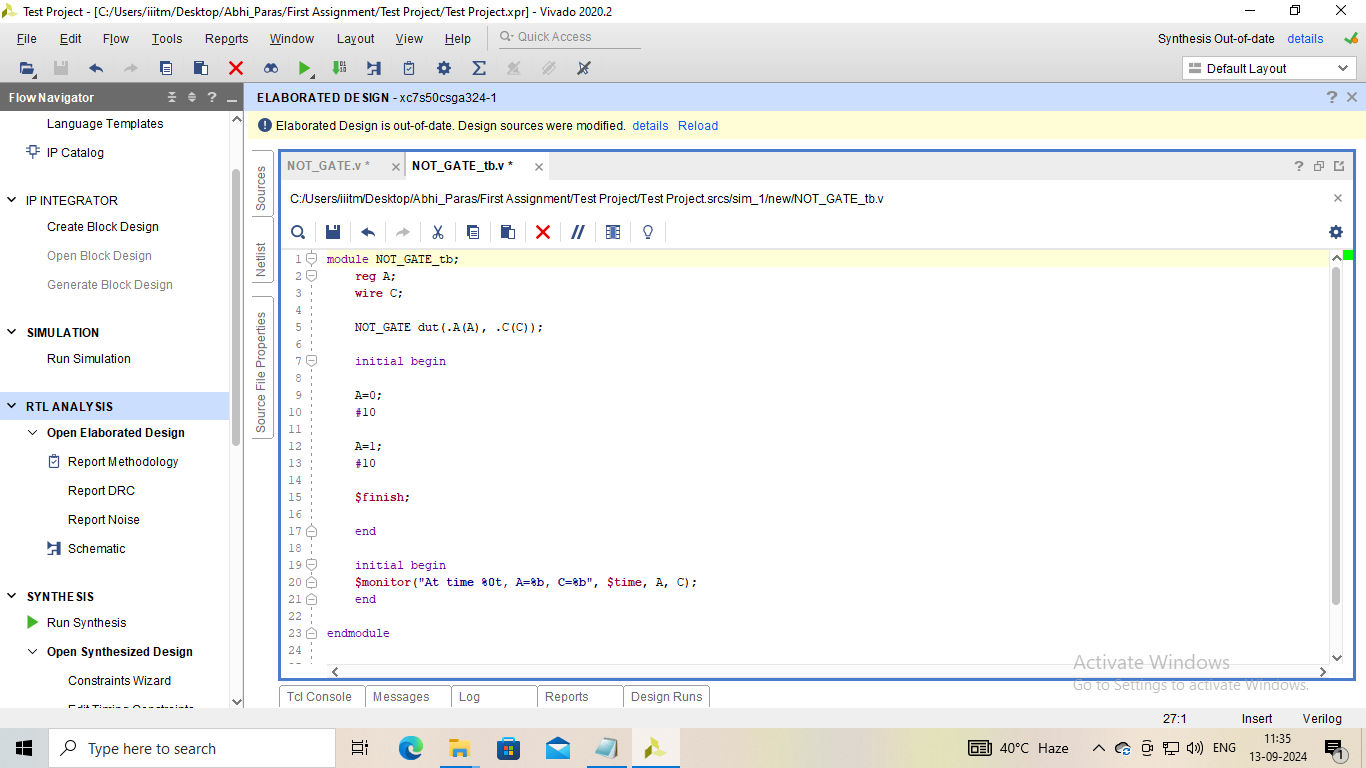 Test Project - [C:/Users/iiitm/Desktop/Abhi_Paras/First Assignment/Test Project/Test Project.xpr] - Vivado 2020.2
File Edit Flow Tools Reports Window Layout View Help Quick Access
Synthesis Out-of-date details
Default Layout
Flow Navigator
ELABORATED DESIGN - xc7s50csga324-1
Elaborated Design is out-of-date. Design sources were modified. details Reload
Language Templates
IP Catalog
IP INTEGRATOR
Create Block Design
Open Block Design
Generate Block Design
SIMULATION
Run Simulation
RTL ANALYSIS
Open Elaborated Design
Report Methodology
Report DRC
Report Noise
Schematic
SYNTHESIS
Run Synthesis
Open Synthesized Design
Constraints Wizard
Edit Timing Constraints
Sources
Netlist
Source File Properties
NOT_GATE.v *
NOT_GATE_tb.v *
C:/Users/iiitm/Desktop/Abhi_Paras/First Assignment/Test Project/Test Project.srcs/sim_1/new/NOT_GATE_tb.v
1 module NOT_GATE_tb;
2 reg A;
3 wire C;
4
5 NOT_GATE dut(.A(A), .C(C));
6
7 initial begin
8
9 A=0;
10 #10
11
12 A=1;
13 #10
14
15 $finish;
16
17 end
18
19 initial begin
20 $monitor("At time %0t, A=%b, C=%b", $time, A, C);
21 end
22
23 endmodule
24
Activate Windows
Go to Settings to activate Windows.
Tcl Console Messages Log Reports Design Runs
27:1 Insert Verilog
Type here to search
40°C Haze
ENG
11:35
13-09-2024
1